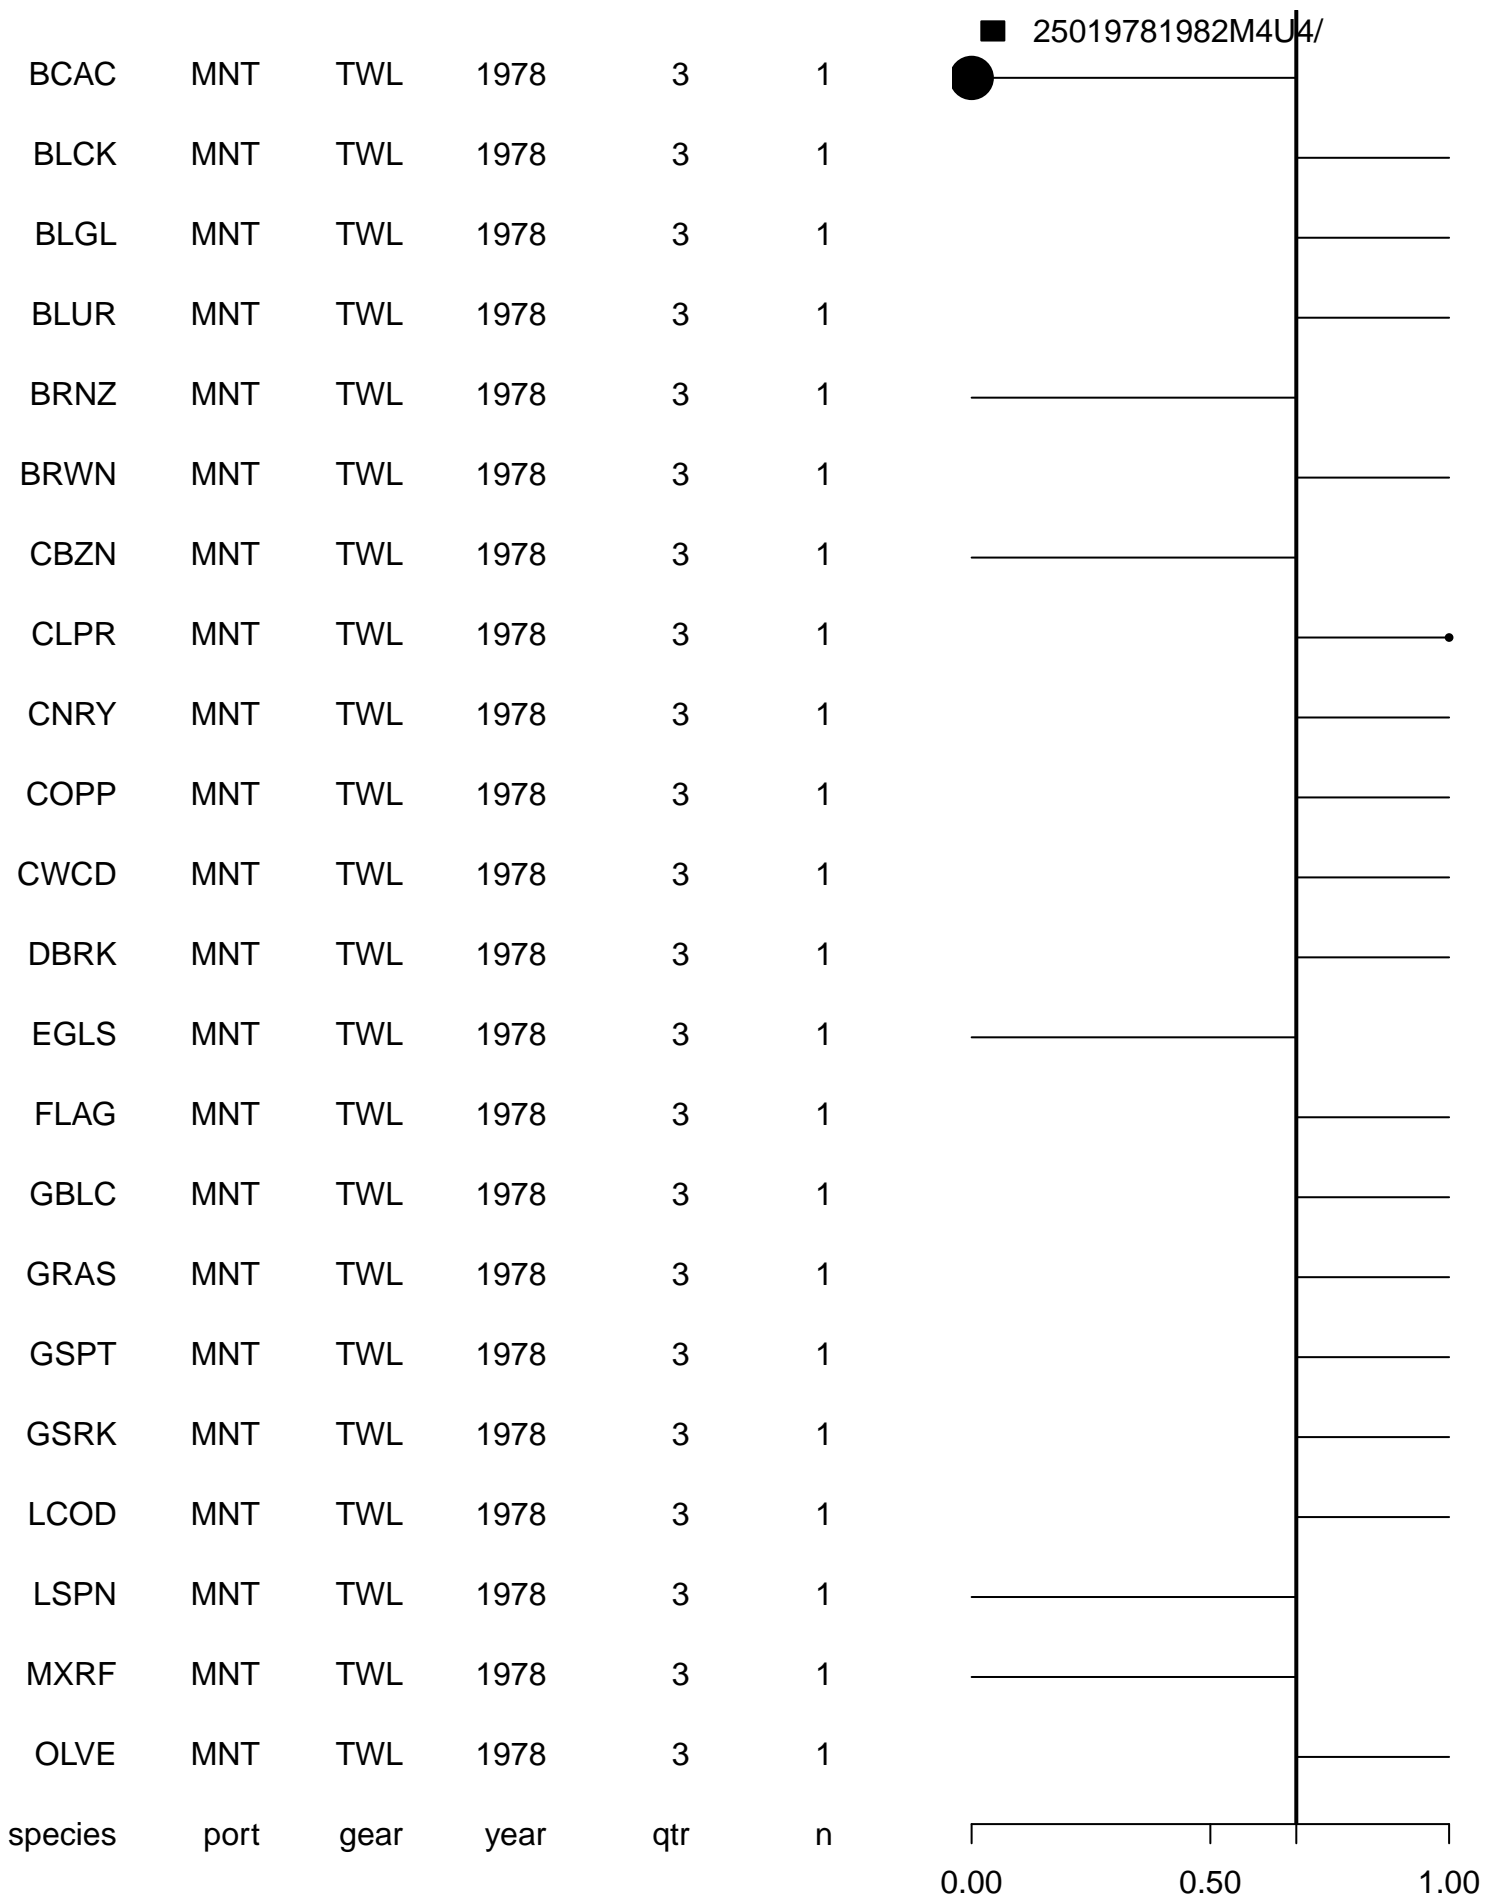 25019781982M4U4/
BCAC MNT TWL 1978 3 1
BLCK MNT TWL 1978 3 1
BLGL MNT TWL 1978 3 1
BLUR MNT TWL 1978 3 1
BRNZ MNT TWL 1978 3 1
BRWN MNT TWL 1978 3 1
CBZN MNT TWL 1978 3 1
CLPR MNT TWL 1978 3 1
CNRY MNT TWL 1978 3 1
COPP MNT TWL 1978 3 1
CWCD MNT TWL 1978 3 1
DBRK MNT TWL 1978 3 1
EGLS MNT TWL 1978 3 1
FLAG MNT TWL 1978 3 1
GBLC MNT TWL 1978 3 1
GRAS MNT TWL 1978 3 1
GSPT MNT TWL 1978 3 1
GSRK MNT TWL 1978 3 1
LCOD MNT TWL 1978 3 1
LSPN MNT TWL 1978 3 1
MXRF MNT TWL 1978 3 1
OLVE MNT TWL 1978 3 1
species port gear year qtr n
0.00 0.50 1.00